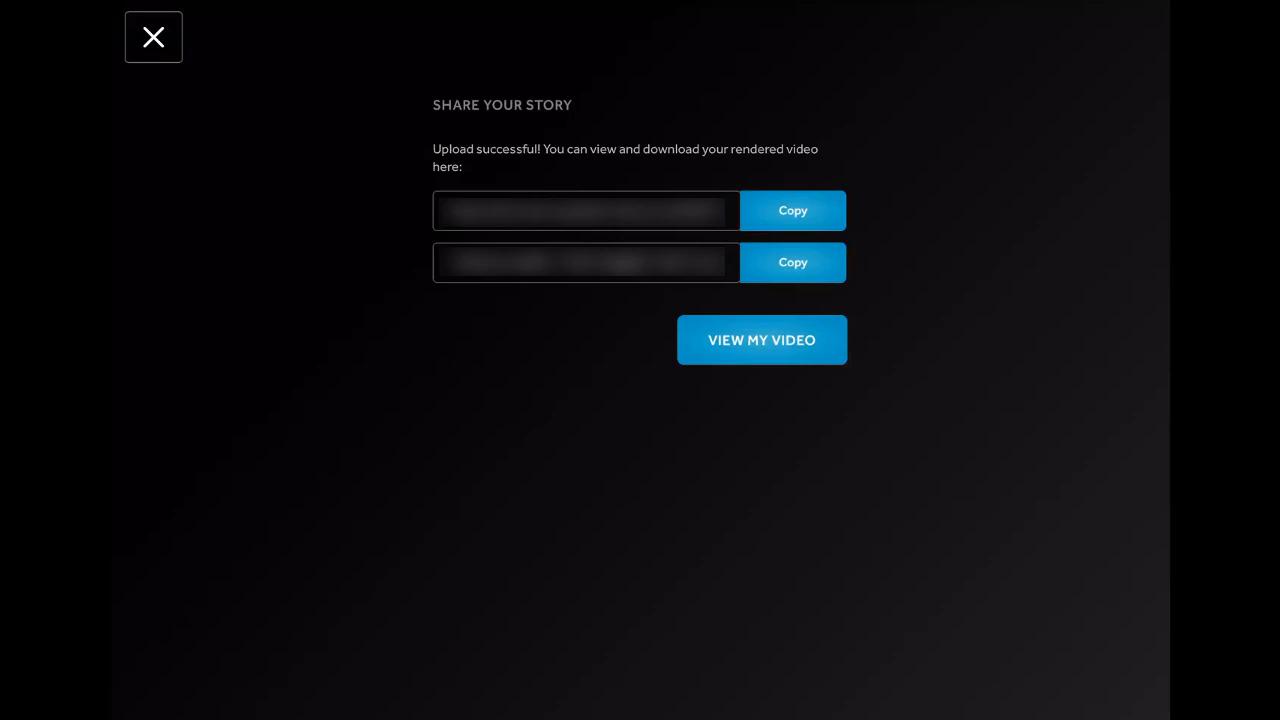 SHARE YOUR STORY
Upload successful! You can view and download your rendered video
here:
Copy
Copy
VIEW MY VIDEO